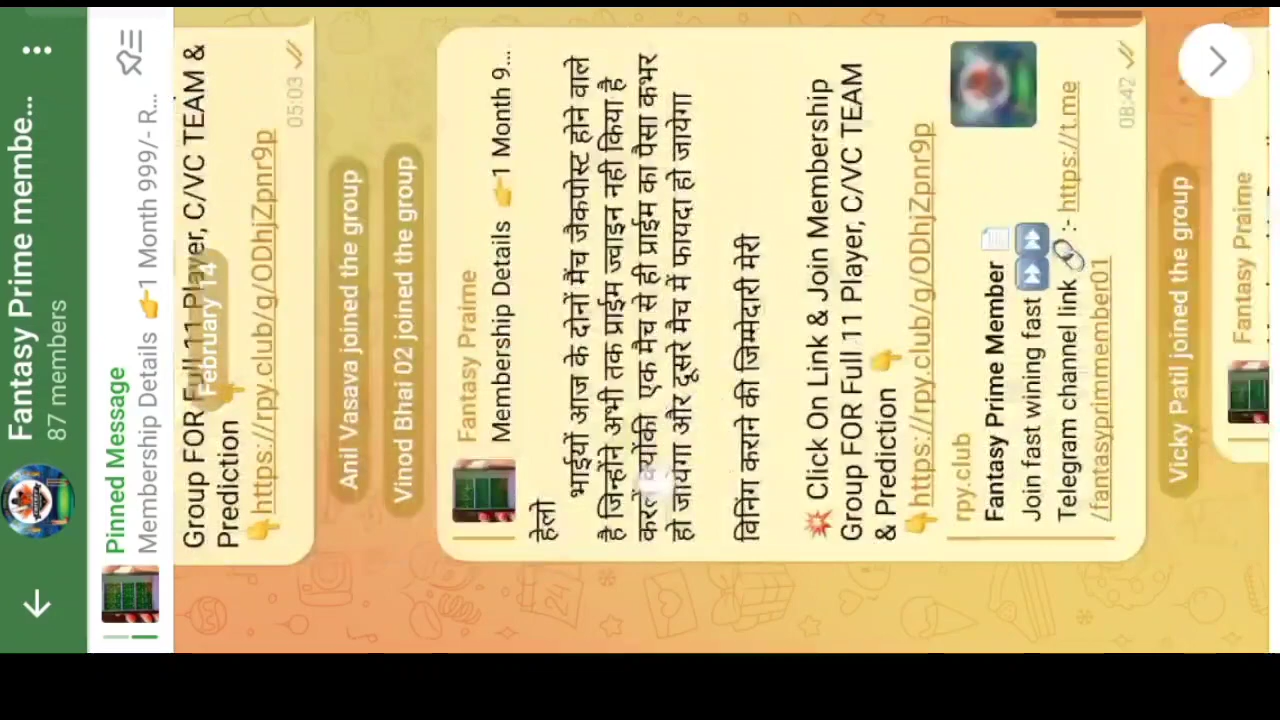 Fantasy Prime membe...
87 members
Pinned Message
Membership Details 👉1 Month 999/- R...
Group FOR Full 11 Player, C/VC TEAM &
Prediction 👉
👉https://rpy.club/g/ODhjZpnr9p
05:03
February 14
Anil Vasava joined the group
Vinod Bhai 02 joined the group
Fantasy Praime
Membership Details 👉1 Month 9...
हेलो
भाईयों आज के दोनों मैंच जैकपोस्ट होने वाले
है जिन्होंने अभी तक प्राईम ज्वाइन नही किया है
करलें क्योंकी एक मैच से ही प्राईम का पैसा कभर
हो जायेगा और दूसरे मैच में फायदा हो जायेगा
विनिंग कराने की जिम्मेदारी मेरी
💥 Click On Link & Join Membership
Group FOR Full 11 Player, C/VC TEAM
& Prediction 👉
👉https://rpy.club/g/ODhjZpnr9p
rpy.club
Fantasy Prime Member 📄
Join fast wining fast ⏩⏩
Telegram channel link 🔗 :- https://t.me
/fantasyprimmember01
08:42
Vicky Patil joined the group
Fantasy Praime